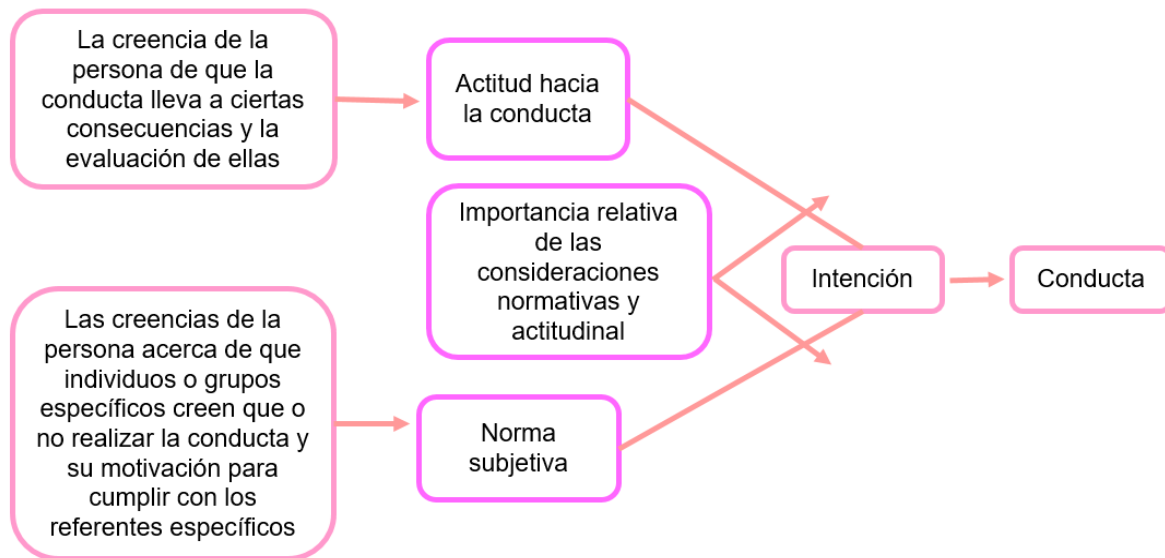 La creencia de la
persona de que la
conducta lleva a ciertas
consecuencias y la
evaluación de ellas
Actitud hacia
la conducta
Importancia relativa
de las
consideraciones
normativas y
actitudinal
Intención
Conducta
Las creencias de la
persona acerca de que
individuos o grupos
específicos creen que o
no realizar la conducta y
su motivación para
cumplir con los
referentes específicos
Norma
subjetiva